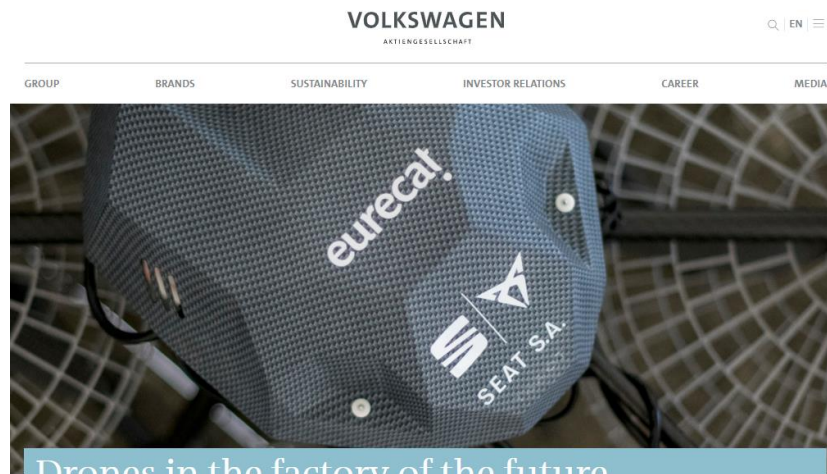 VOLKSWAGEN
AKTIENGESELLSCHAFT
EN
GROUP BRANDS SUSTAINABILITY INVESTOR RELATIONS CAREER MEDIA
eurecat.
SEAT S.A.
Drones in the factory of the future